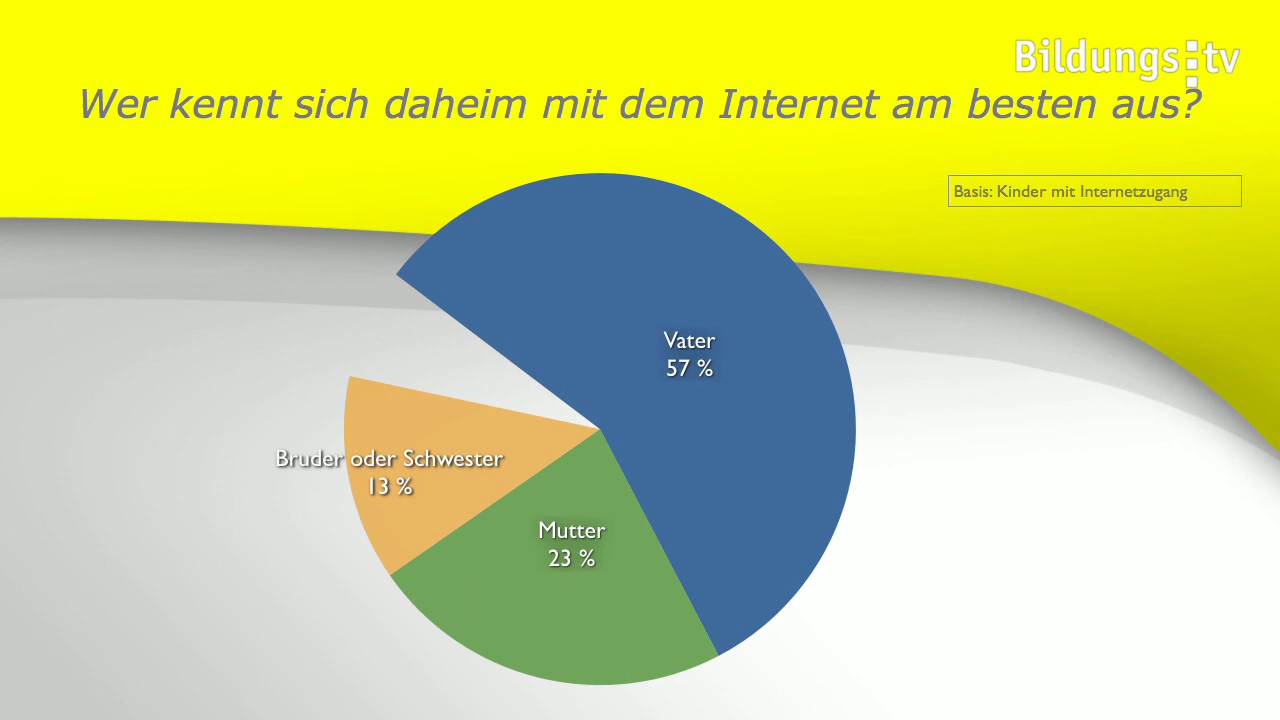 Bildungs:tv
Wer kennt sich daheim mit dem Internet am besten aus?
Basis: Kinder mit Internetzugang
Vater
57 %
Bruder oder Schwester
13 %
Mutter
23 %